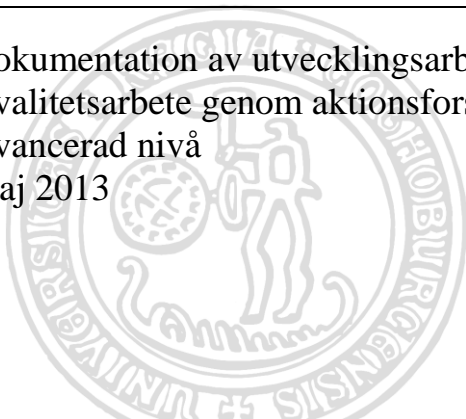 okumentation av utvecklingsarb
valitetsarbete genom aktionsfors
vancerad nivå
aj 2013